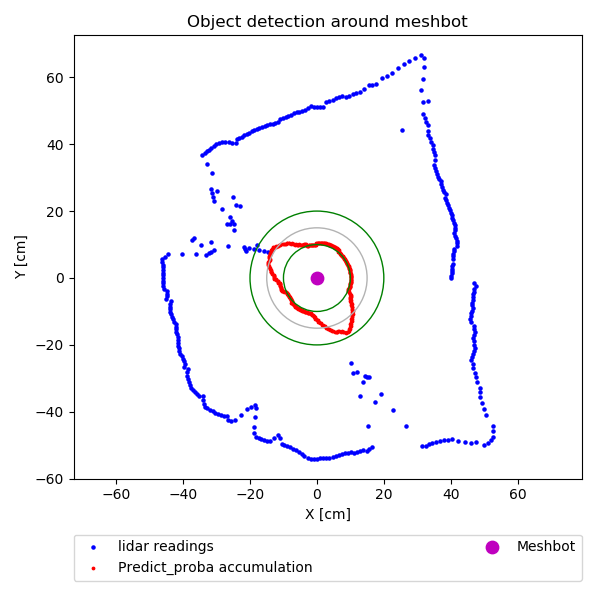 Object detection around meshbot
60
40
20
0
−20
−40
−60
Y [cm]
−60 −40 −20 0 20 40 60
X [cm]
lidar readings Meshbot
Predict_proba accumulation